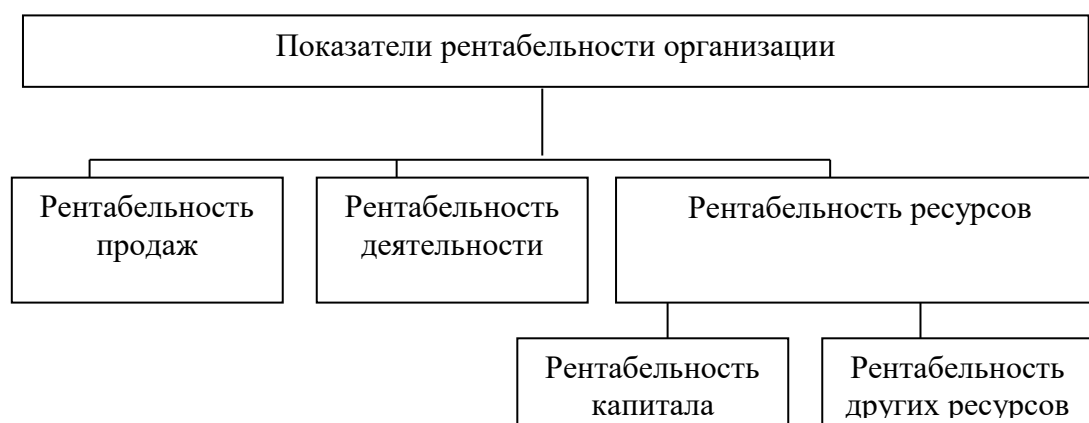 Показатели рентабельности организации
Рентабельность
продаж
Рентабельность
деятельности
Рентабельность ресурсов
Рентабельность
капитала
Рентабельность
других ресурсов